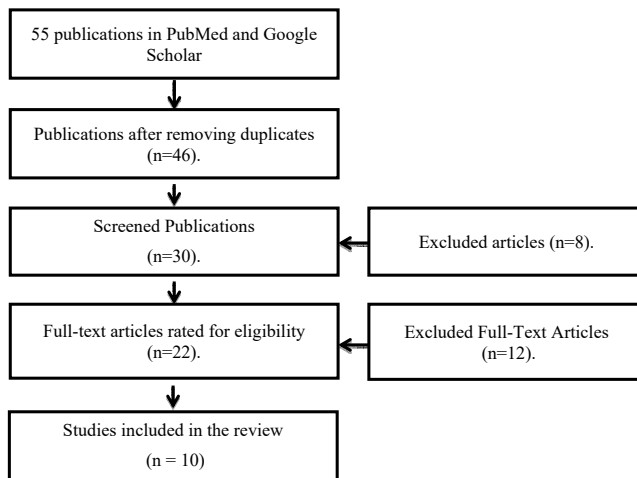 55 publications in PubMed and Google
Scholar
Publications after removing duplicates
(n=46).
Screened Publications
(n=30).
Excluded articles (n=8).
Full-text articles rated for eligibility
(n=22).
Excluded Full-Text Articles
(n=12).
Studies included in the review
(n = 10)